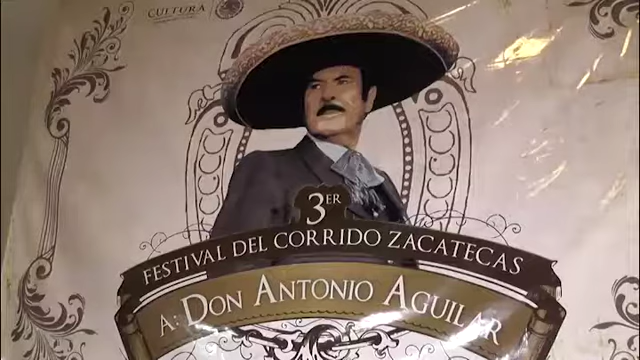 CULTURA
3ER
FESTIVAL DEL CORRIDO ZACATECAS
A: DON ANTONIO AGUILAR